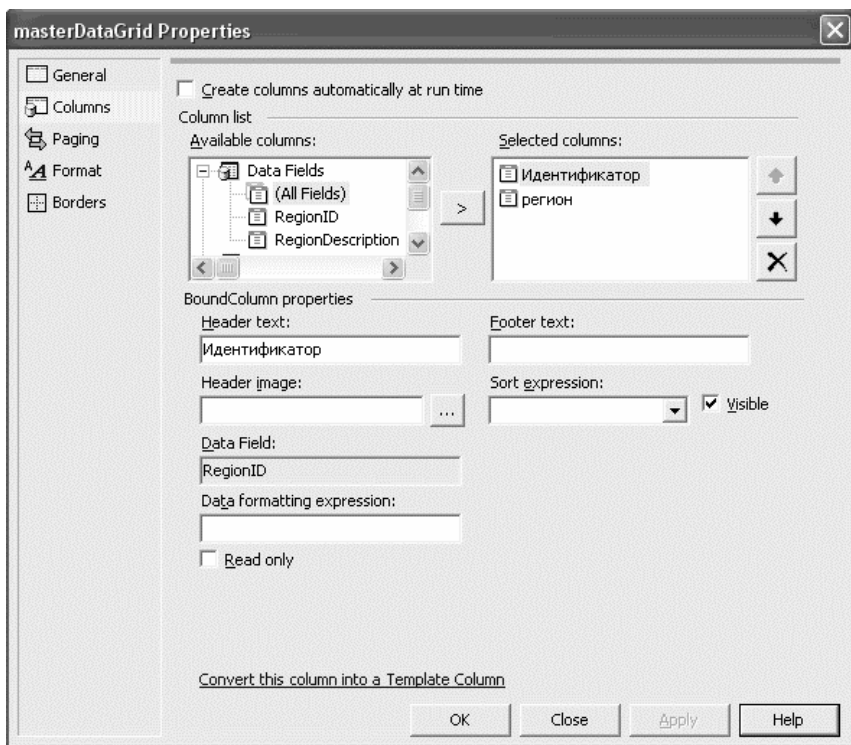 masterDataGrid Properties
General
Columns
Paging
Format
Borders
Create columns automatically at run time
Column list
Available columns:
Data Fields
(All Fields)
RegionID
RegionDescription
>
Selected columns:
Идентификатор
регион
BoundColumn properties
Header text:
Идентификатор
Footer text:
Header image:
...
Sort expression:
Visible
Data Field:
RegionID
Data formatting expression:
Read only
Convert this column into a Template Column
OK
Close
Apply
Help